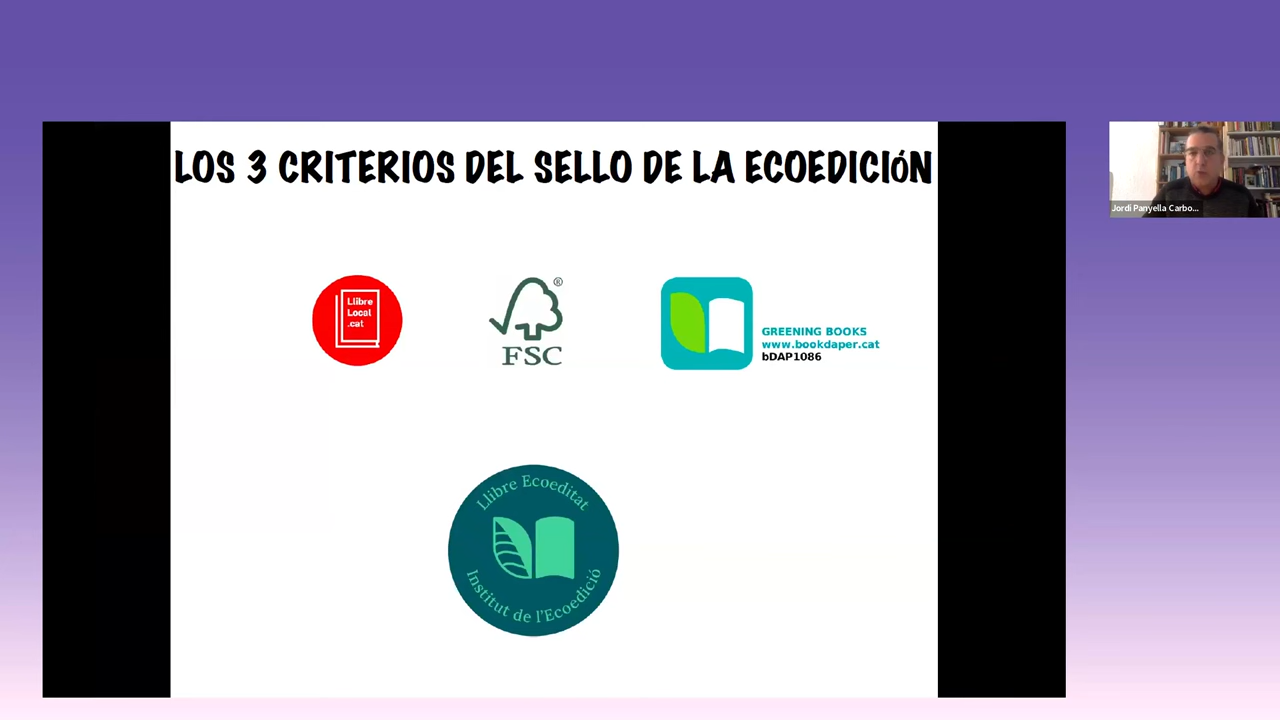 LOS 3 CRITERIOS DEL SELLO DE LA ECOEDICIÓN
Llibre
Local
.cat
®
FSC
GREENING BOOKS
www.bookdaper.cat
bDAP1086
Llibre Ecoeditat
Institut de l'Ecoedició
Jordi Panyella Carbo...